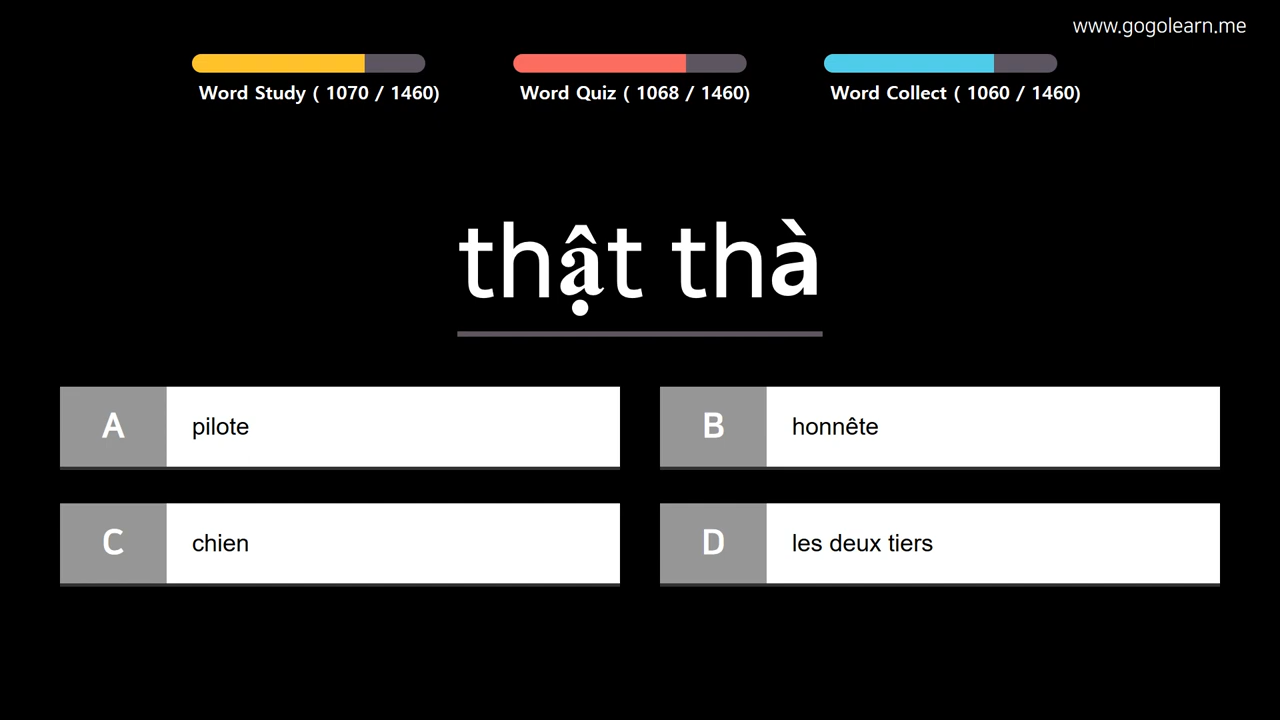 www.gogolearn.me
Word Study ( 1070 / 1460)
Word Quiz ( 1068 / 1460)
Word Collect ( 1060 / 1460)
thật thà
A pilote
B honnête
C chien
D les deux tiers